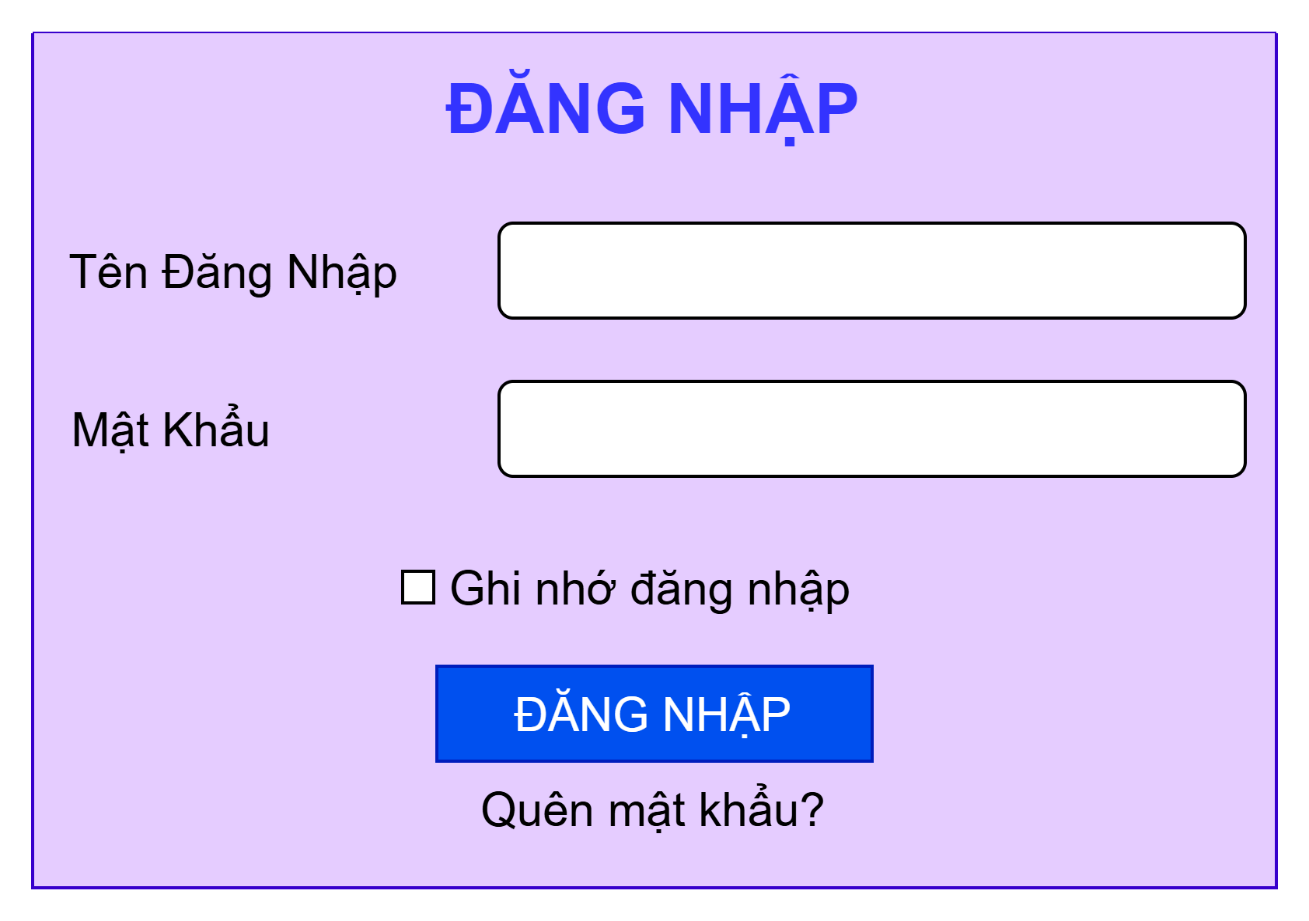 ĐĂNG NHẬP
Tên Đăng Nhập
Mật Khẩu
Ghi nhớ đăng nhập
ĐĂNG NHẬP
Quên mật khẩu?